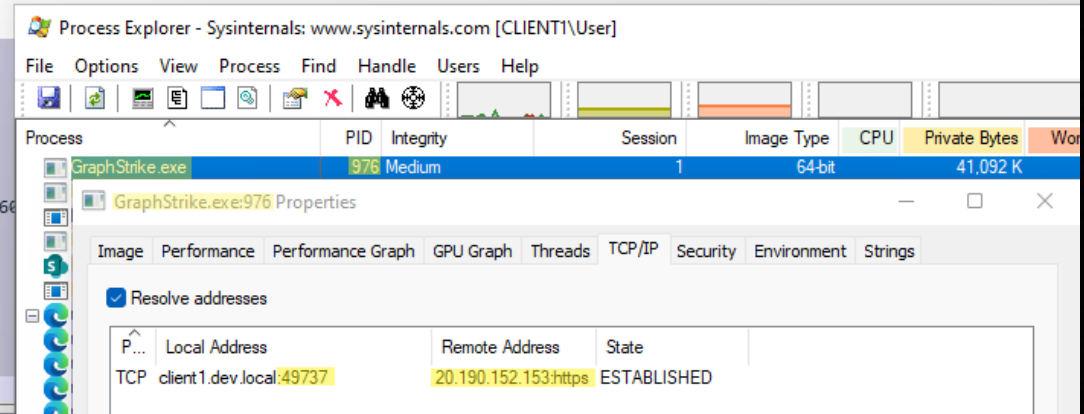 Process Explorer - Sysinternals: www.sysinternals.com [CLIENT1\User]
File Options View Process Find Handle Users Help
Process PID Integrity Session Image Type CPU Private Bytes Wor
GraphStrike.exe 976 Medium 1 64-bit 41,092 K
GraphStrike.exe:976 Properties
Image Performance Performance Graph GPU Graph Threads TCP/IP Security Environment Strings
Resolve addresses
P... Local Address Remote Address State
TCP client1.dev.local:49737 20.190.152.153:https ESTABLISHED